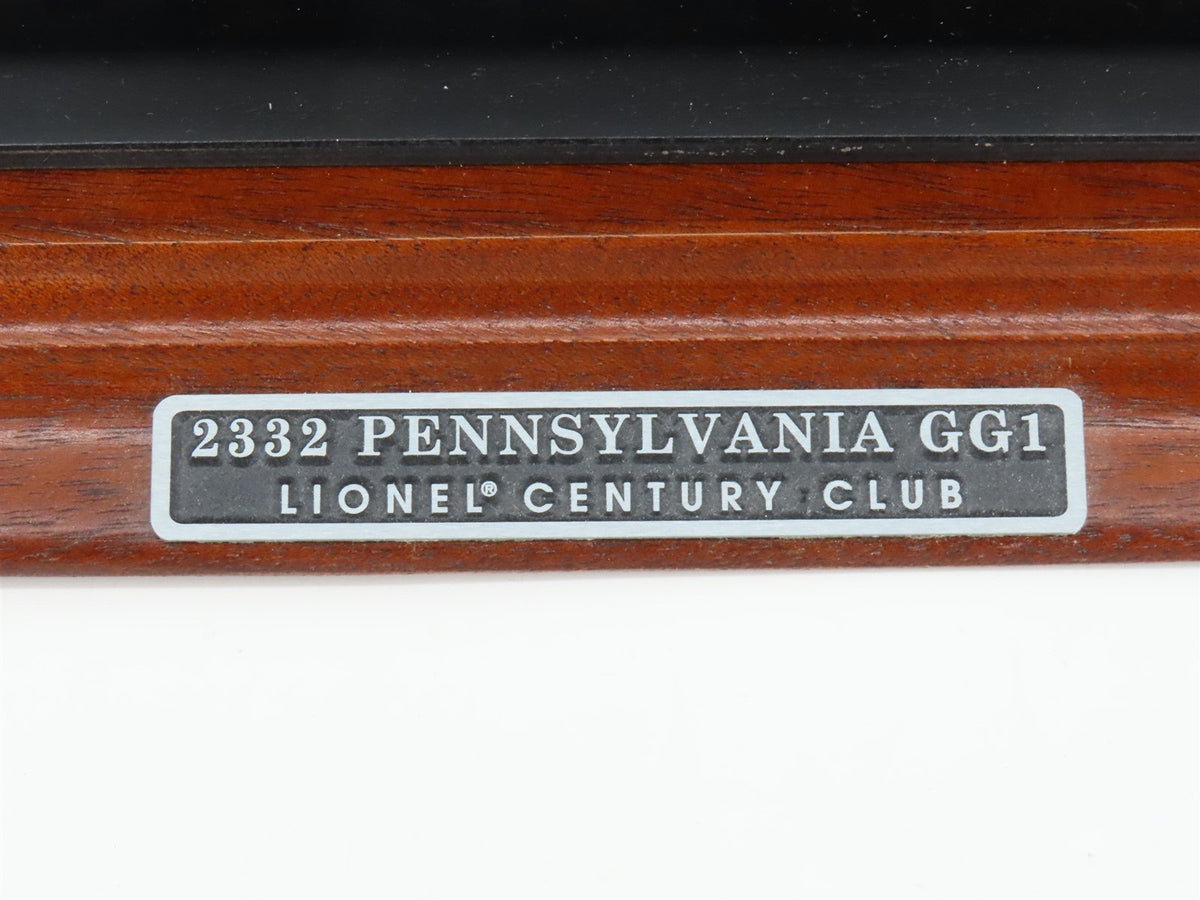 2332 PENNSYLVANIA GG1
LIONEL® CENTURY CLUB